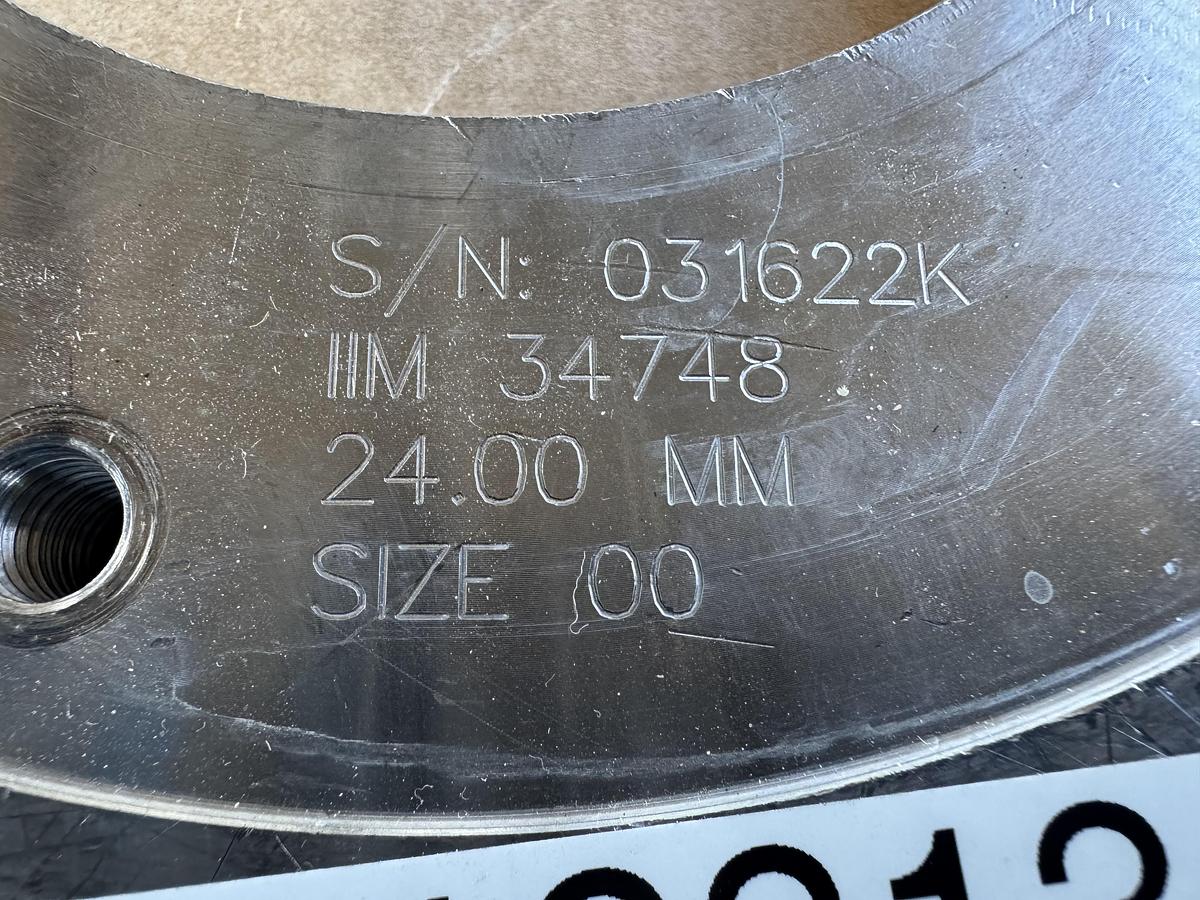 S/N: 031622K
IIM 34748
24.00 MM
SIZE 00